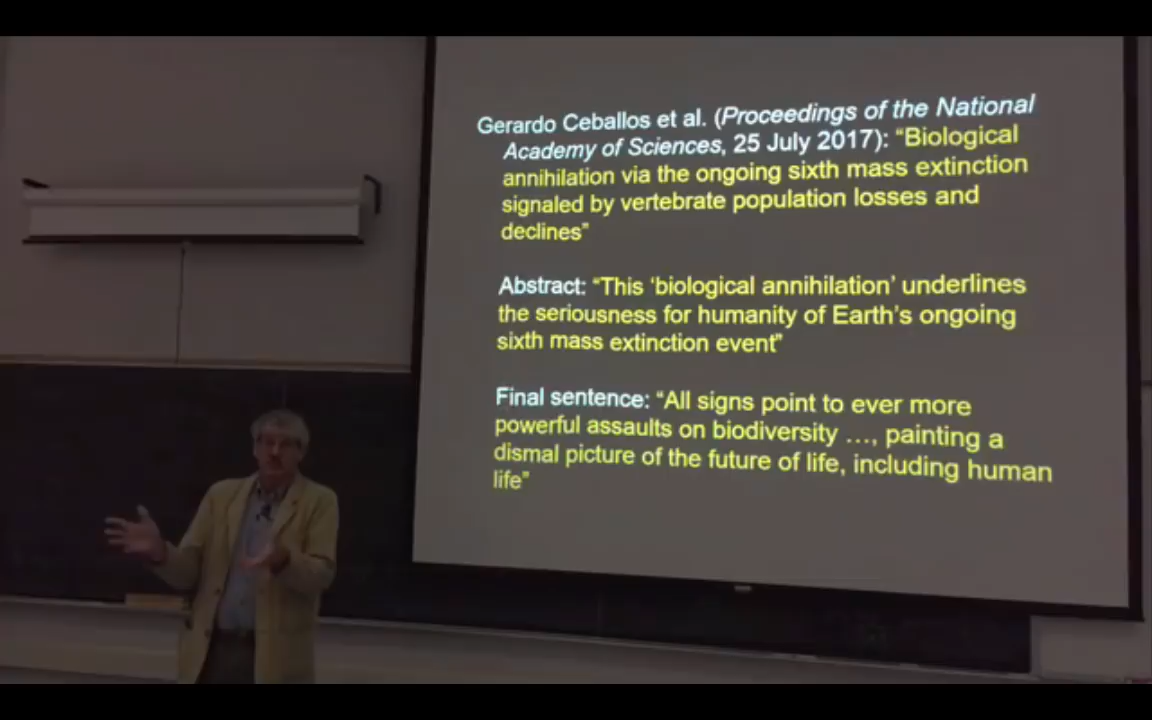 Gerardo Ceballos et al. (Proceedings of the National
Academy of Sciences, 25 July 2017): “Biological
annihilation via the ongoing sixth mass extinction
signaled by vertebrate population losses and
declines”
Abstract: “This ‘biological annihilation’ underlines
the seriousness for humanity of Earth’s ongoing
sixth mass extinction event”
Final sentence: “All signs point to ever more
powerful assaults on biodiversity …, painting a
dismal picture of the future of life, including human
life”